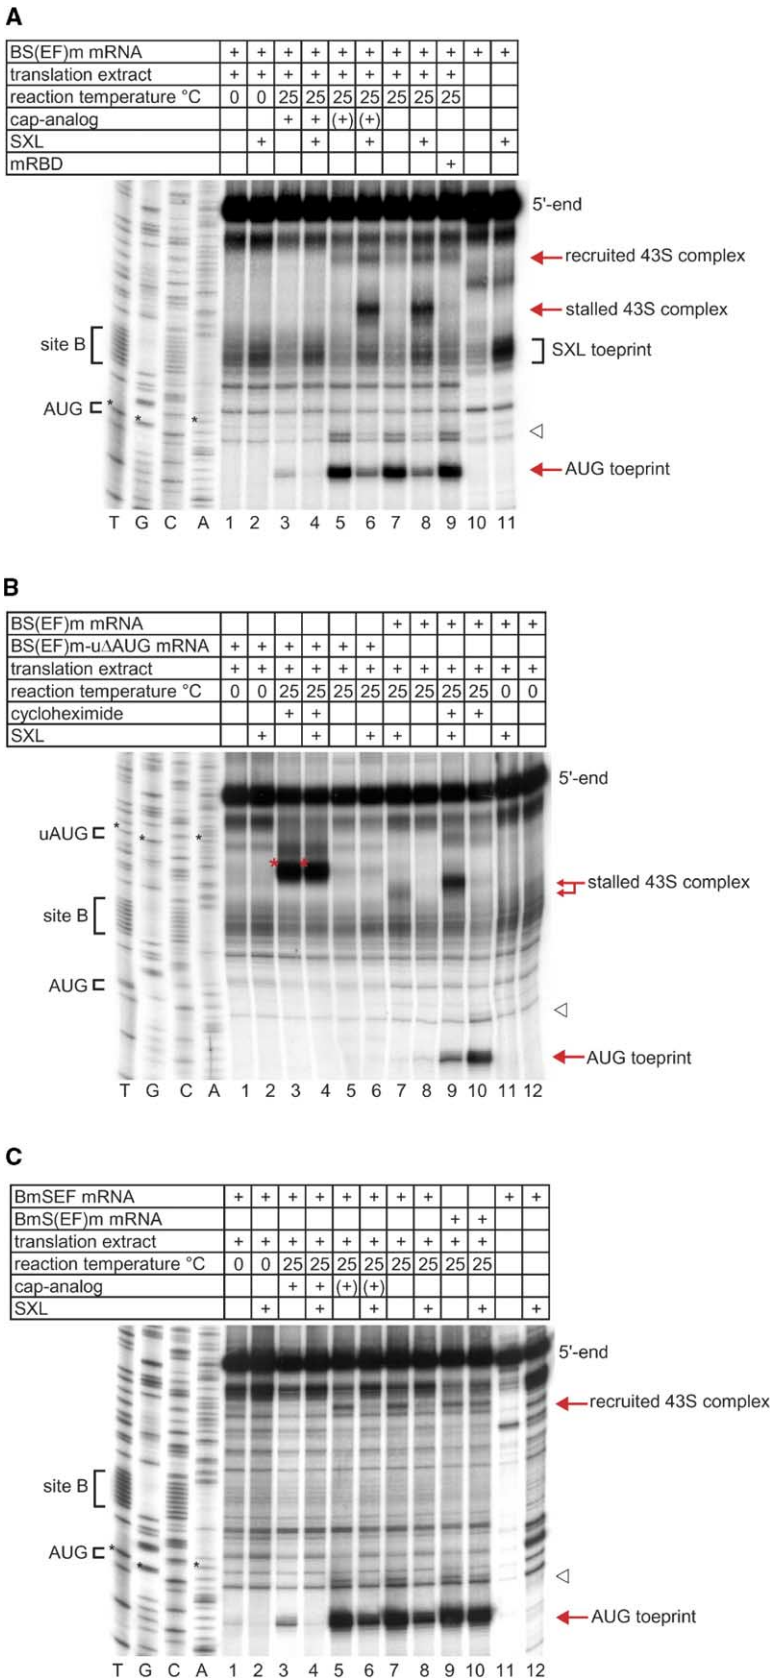 A
BS(EF)m mRNA + + + + + + + + + + +
translation extract + + + + + + + + +
reaction temperature °C 0 0 25 25 25 25 25 25 25
cap-analog + + (+) (+)
SXL + + + + +
mRBD +
5'-end
recruited 43S complex
stalled 43S complex
site B
SXL toeprint
AUG
* * *
AUG toeprint
T G C A 1 2 3 4 5 6 7 8 9 10 11
B
BS(EF)m mRNA + + + + + +
BS(EF)m-uΔAUG mRNA + + + + + +
translation extract + + + + + + + + + + + +
reaction temperature °C 0 0 25 25 25 25 25 25 25 25 0 0
cycloheximide + + + +
SXL + + + + + +
5'-end
uAUG
* * *
* *
stalled 43S complex
site B
AUG
AUG toeprint
T G C A 1 2 3 4 5 6 7 8 9 10 11 12
C
BmSEF mRNA + + + + + + + + + +
BmS(EF)m mRNA + +
translation extract + + + + + + + + + +
reaction temperature °C 0 0 25 25 25 25 25 25 25 25
cap-analog + + (+) (+)
SXL + + + + + +
5'-end
recruited 43S complex
site B
AUG
* * *
AUG toeprint
T G C A 1 2 3 4 5 6 7 8 9 10 11 12